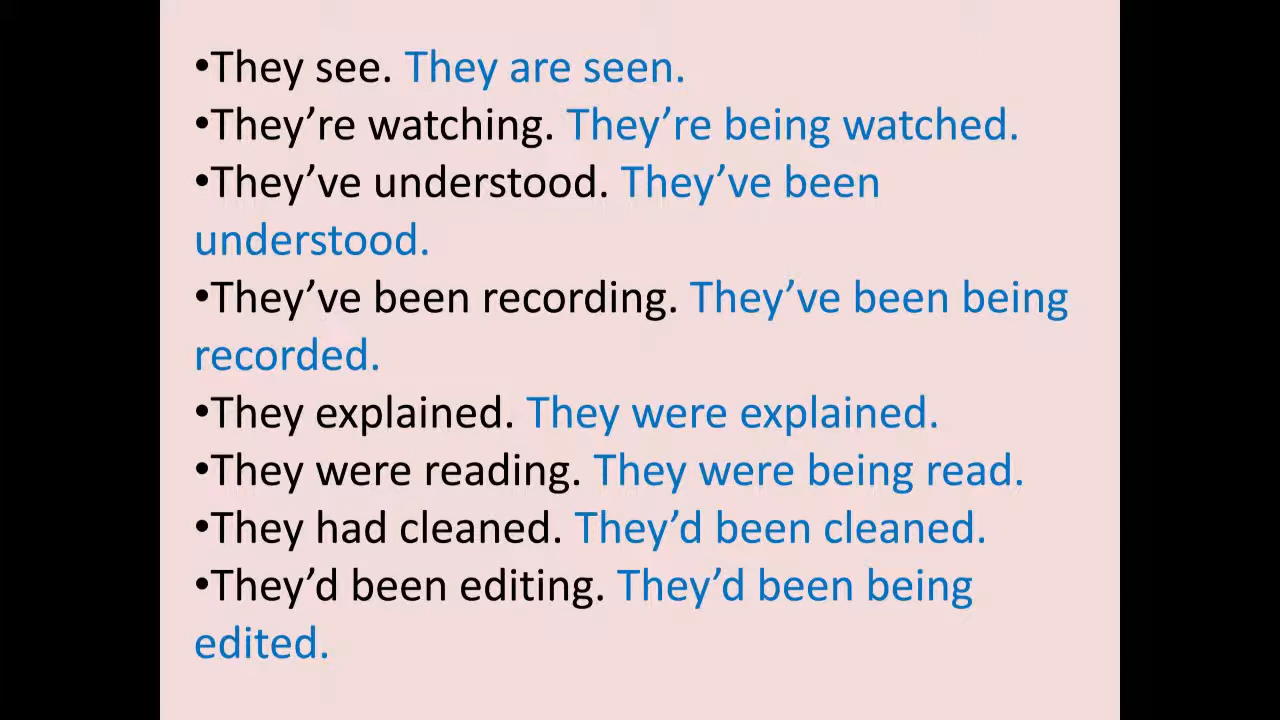 •They see. They are seen.
•They’re watching. They’re being watched.
•They’ve understood. They’ve been
understood.
•They’ve been recording. They’ve been being
recorded.
•They explained. They were explained.
•They were reading. They were being read.
•They had cleaned. They’d been cleaned.
•They’d been editing. They’d been being
edited.